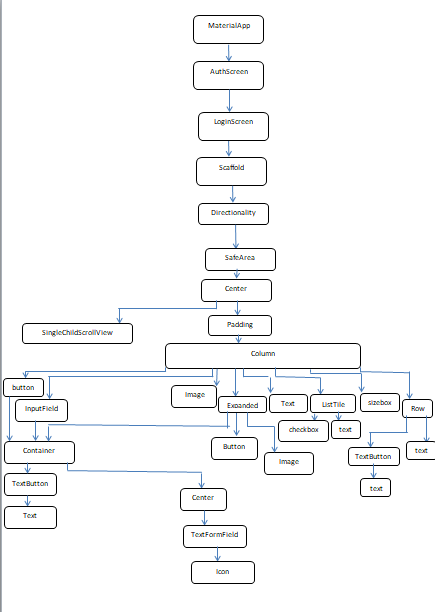 MaterialApp
AuthScreen
LoginScreen
Scaffold
Directionality
SafeArea
Center
SingleChildScrollView
Padding
Column
button
InputField
Image
Expanded
Text
ListTile
sizebox
Row
checkbox
text
Container
Button
Image
TextButton
text
TextButton
text
Text
Center
TextFormField
Icon